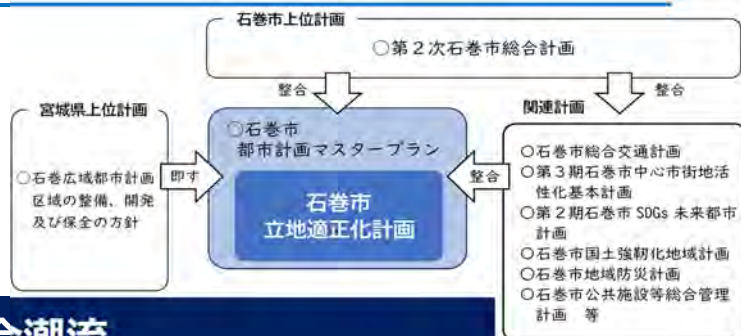 石巻市上位計画
○第2次石巻市総合計画
整合
整合
宮城県上位計画
○石巻広域都市計画
区域の整備、開発
及び保全の方針
即す
○石巻市
都市計画マスタープラン
石巻市
立地適正化計画
整合
関連計画
○石巻市総合交通計画
○第3期石巻市中心市街地活
性化基本計画
○第2期石巻市 SDGs 未来都市
計画
○石巻市国土強靭化地域計画
○石巻市地域防災計画
○石巻市公共施設等総合管理
計画 等
会潮流